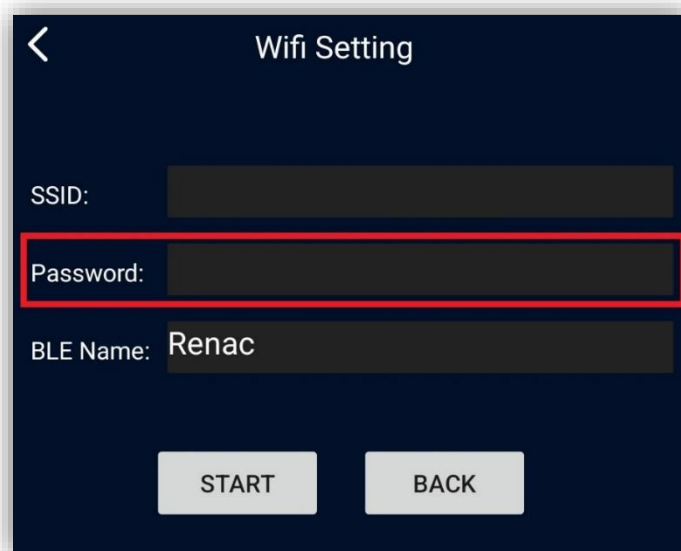 Wifi Setting
SSID:
Password:
BLE Name: Renac
START BACK